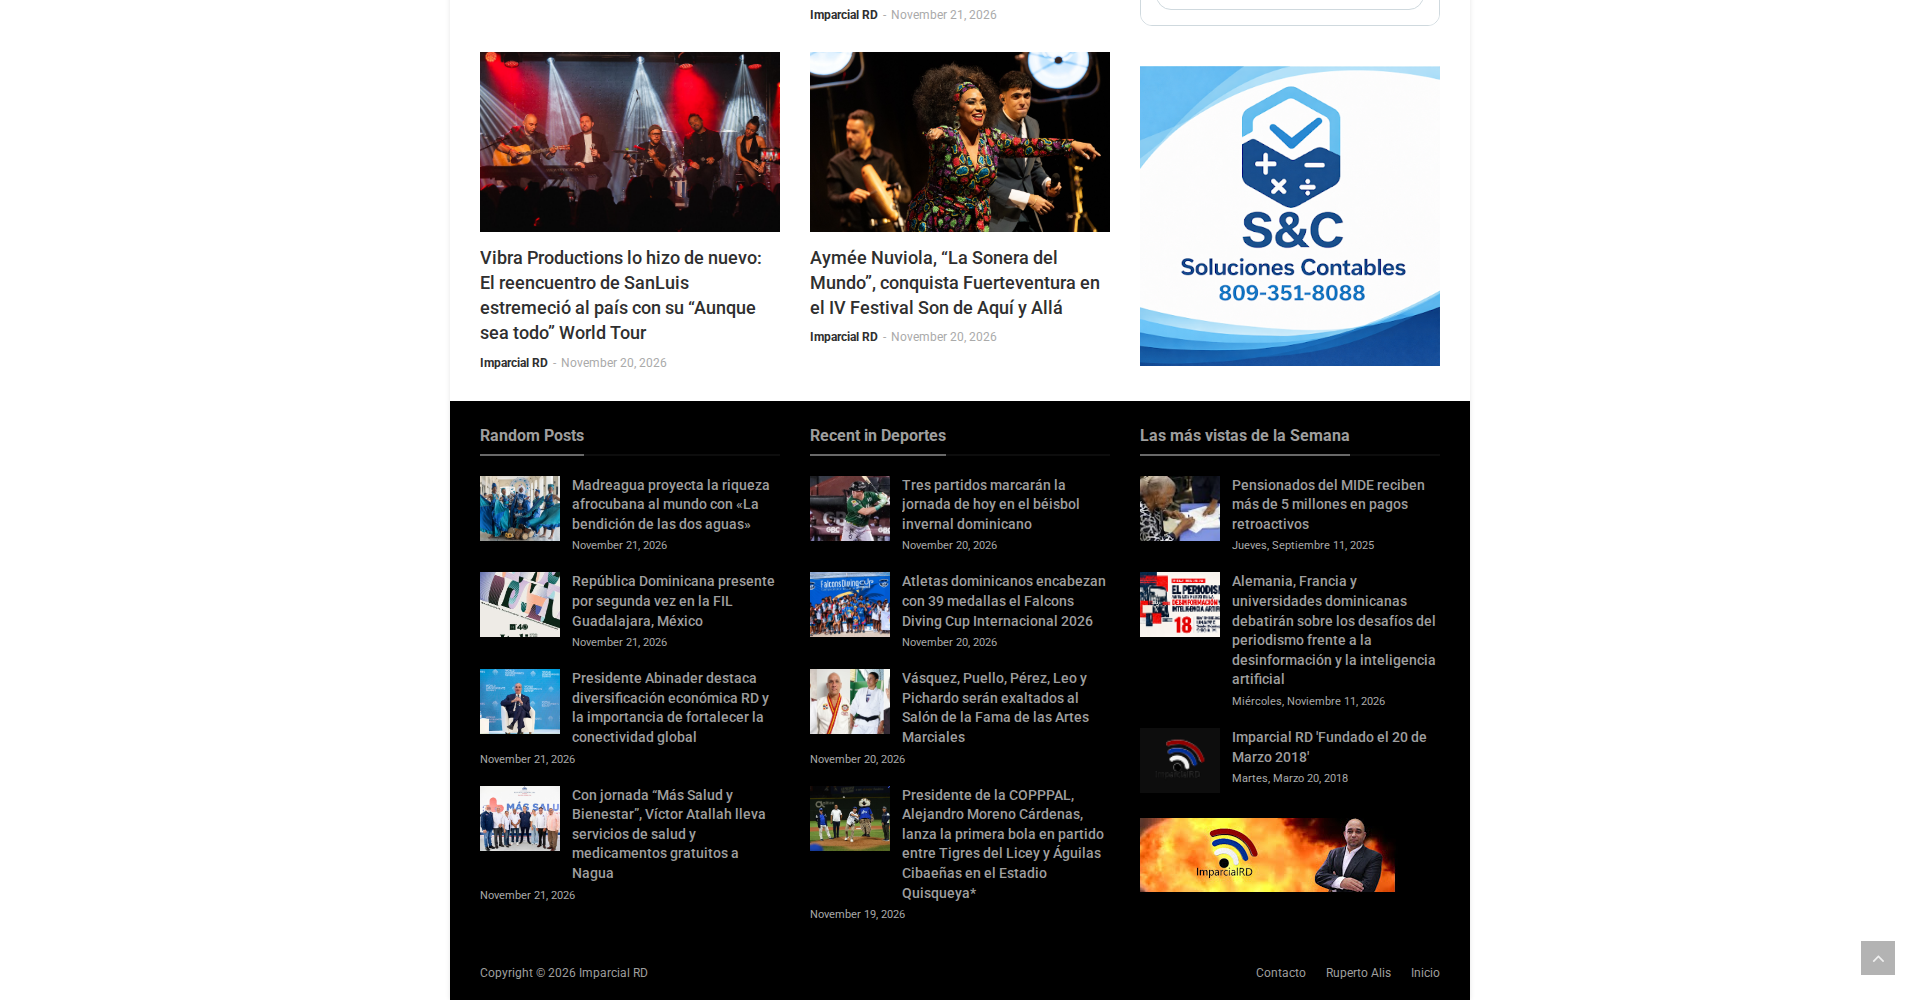 Imparcial RD - November 21, 2026
Vibra Productions lo hizo de nuevo:
El reencuentro de SanLuis
estremeció al país con su “Aunque
sea todo” World Tour
Imparcial RD - November 20, 2026
Aymée Nuviola, “La Sonera del
Mundo”, conquista Fuerteventura en
el IV Festival Son de Aquí y Allá
Imparcial RD - November 20, 2026
S&C
Soluciones Contables
809-351-8088
Random Posts
Madreagua proyecta la riqueza
afrocubana al mundo con «La
bendición de las dos aguas»
November 21, 2026
República Dominicana presente
por segunda vez en la FIL
Guadalajara, México
November 21, 2026
Presidente Abinader destaca
diversificación económica RD y
la importancia de fortalecer la
conectividad global
November 21, 2026
MÁS SALU
Con jornada “Más Salud y
Bienestar”, Víctor Atallah lleva
servicios de salud y
medicamentos gratuitos a
Nagua
November 21, 2026
Recent in Deportes
Tres partidos marcarán la
jornada de hoy en el béisbol
invernal dominicano
November 20, 2026
Atletas dominicanos encabezan
con 39 medallas el Falcons
Diving Cup Internacional 2026
November 20, 2026
Vásquez, Puello, Pérez, Leo y
Pichardo serán exaltados al
Salón de la Fama de las Artes
Marciales
November 20, 2026
Presidente de la COPPPAL,
Alejandro Moreno Cárdenas,
lanza la primera bola en partido
entre Tigres del Licey y Águilas
Cibaeñas en el Estadio
Quisqueya*
November 19, 2026
Las más vistas de la Semana
Pensionados del MIDE reciben
más de 5 millones en pagos
retroactivos
Jueves, Septiembre 11, 2025
EL PERIODIS
18
Alemania, Francia y
universidades dominicanas
debatirán sobre los desafíos del
periodismo frente a la
desinformación y la inteligencia
artificial
Miércoles, Noviembre 11, 2026
Imparcial RD 'Fundado el 20 de
Marzo 2018'
Martes, Marzo 20, 2018
ImparcialRD
Copyright © 2026 Imparcial RD
Contacto Ruperto Alis Inicio